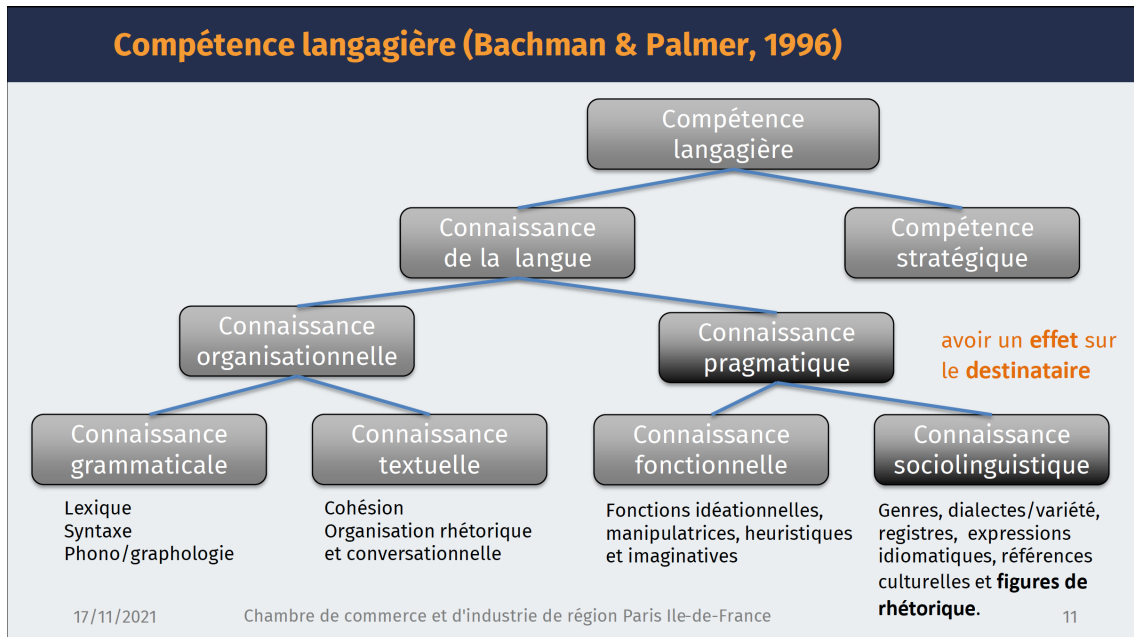 Compétence langagière (Bachman & Palmer, 1996)
Compétence
langagière
Connaissance
de la langue
Compétence
stratégique
Connaissance
organisationnelle
Connaissance
pragmatique
avoir un effet sur
le destinataire
Connaissance
grammaticale
Connaissance
textuelle
Connaissance
fonctionnelle
Connaissance
sociolinguistique
Lexique
Syntaxe
Phono/graphologie
Cohésion
Organisation rhétorique
et conversationnelle
Fonctions idéationnelles,
manipulatrices, heuristiques
et imaginatives
Genres, dialectes/variété,
registres, expressions
idiomatiques, références
culturelles et figures de
rhétorique.
17/11/2021
Chambre de commerce et d'industrie de région Paris Ile-de-France
11